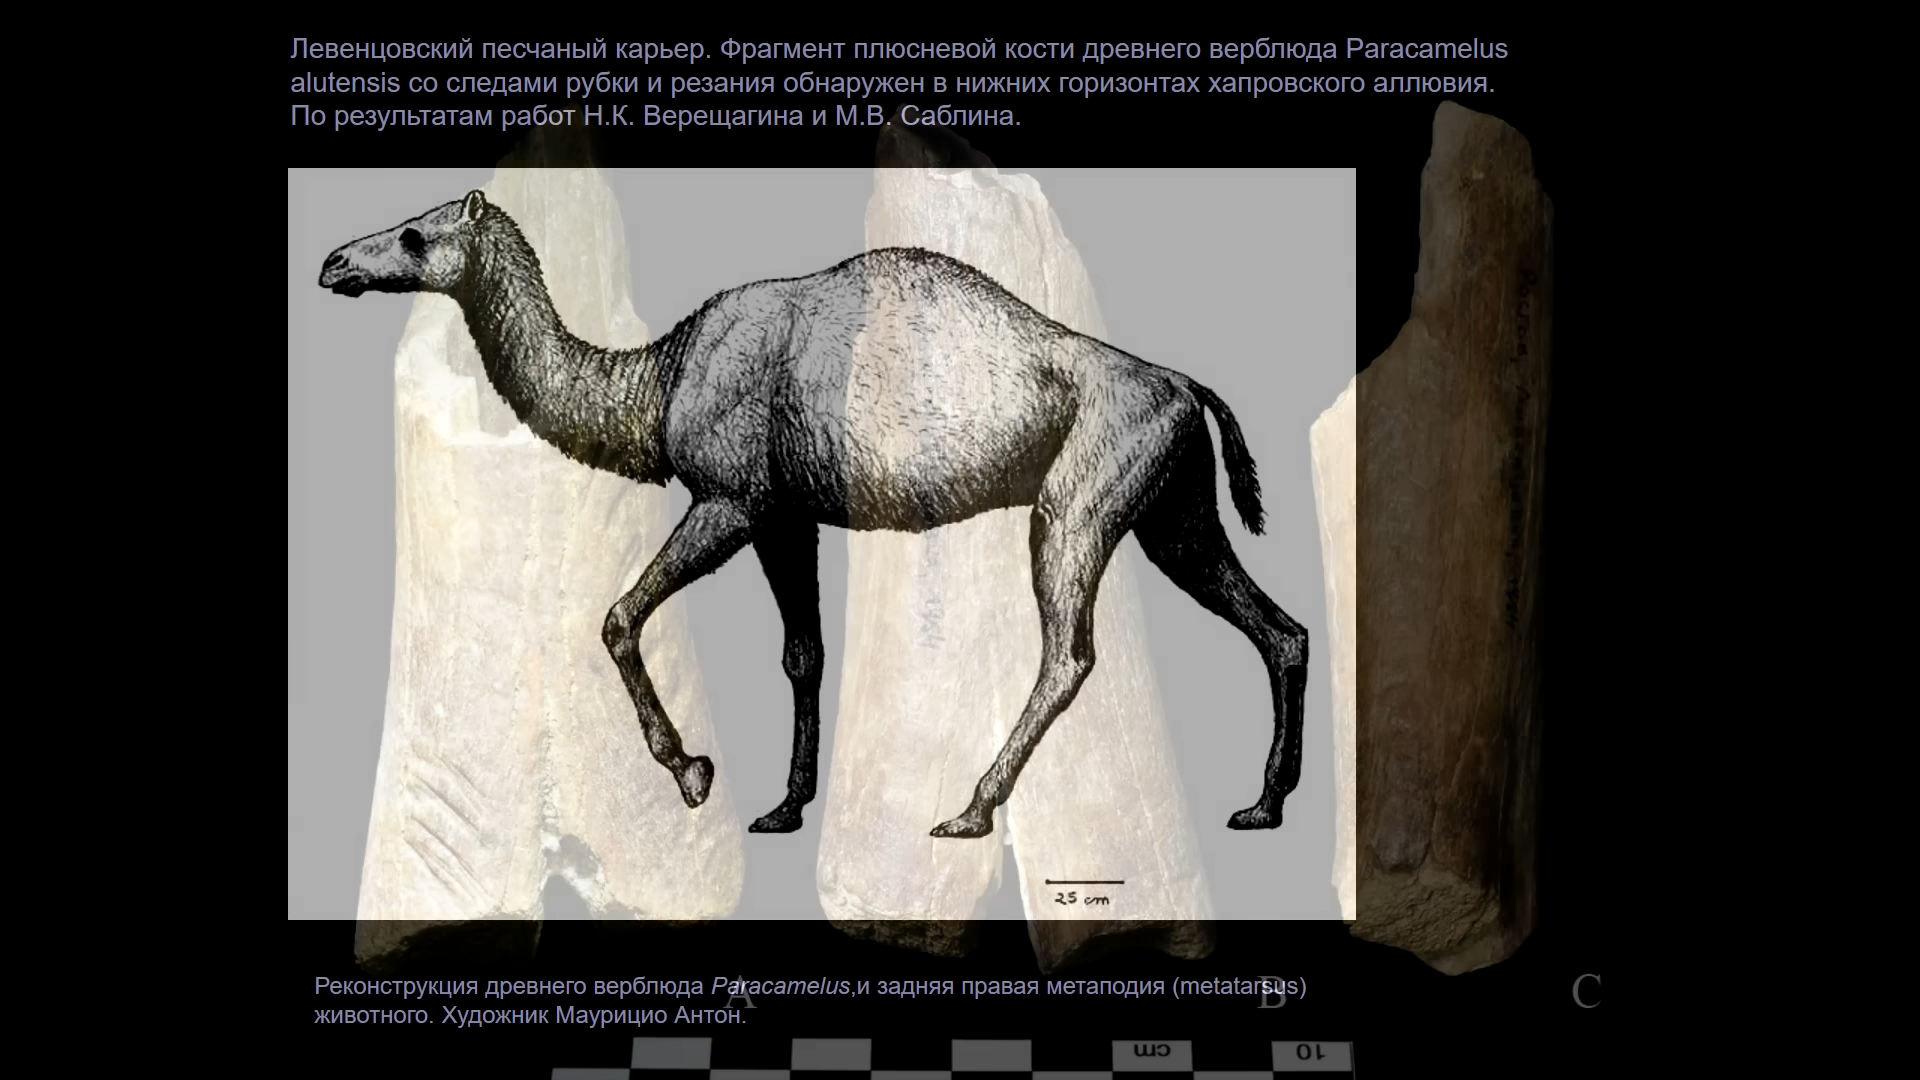 Левенцовский песчаный карьер. Фрагмент плюсневой кости древнего верблюда Paracamelus
alutensis со следами рубки и резания обнаружен в нижних горизонтах хапровского аллювия.
По результатам работ Н.К. Верещагина и М.В. Саблина.
25 cm
Реконструкция древнего верблюда Paracamelus,и задняя правая метаподия (metatarsus)
животного. Художник Маурицио Антон.
A B C
cm 10